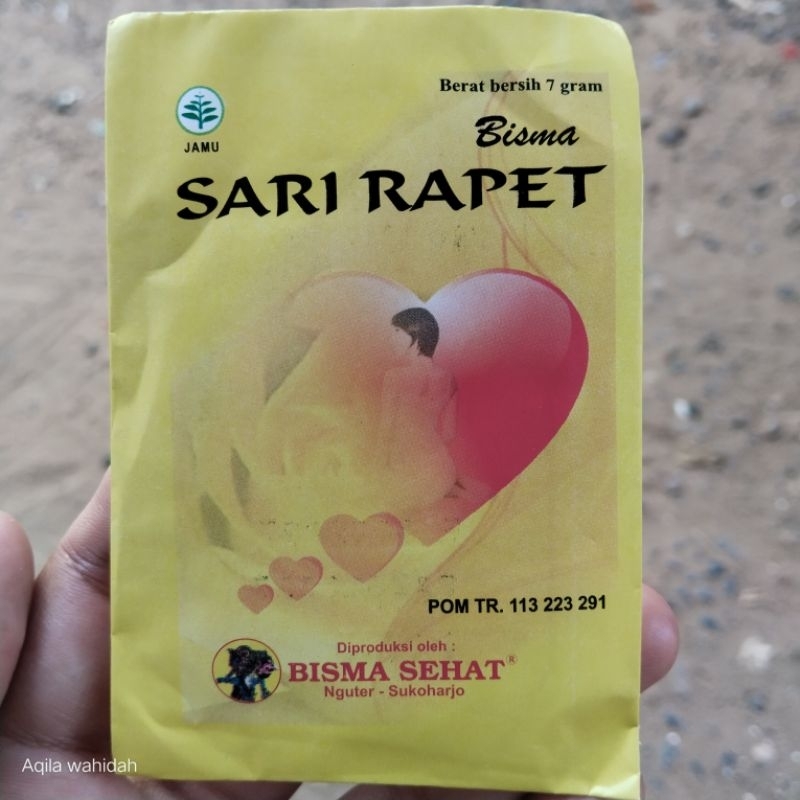 Berat bersih 7 gram
JAMU
Bisma
SARI RAPET
POM TR. 113 223 291
Diproduksi oleh :
BISMA SEHAT®
Nguter - Sukoharjo
Aqila wahidah